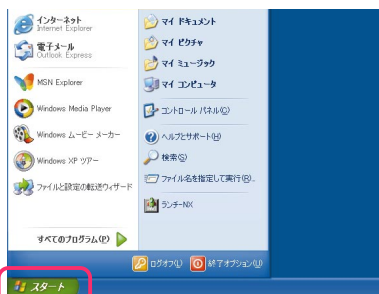 インターネット
Internet Explorer
電子メール
Outlook Express
MSN Explorer
Windows Media Player
Windows ムービー メーカー
Windows XP ツアー
ファイルと設定の転送ウィザード
すべてのプログラム(P)
マイ ドキュメント
マイ ピクチャ
マイ ミュージック
マイ コンピュータ
コントロール パネル(C)
ヘルプとサポート(H)
検索(S)
ファイル名を指定して実行(R)...
ランチ-NX
ログオフ(L)
終了オプション(U)
スタート